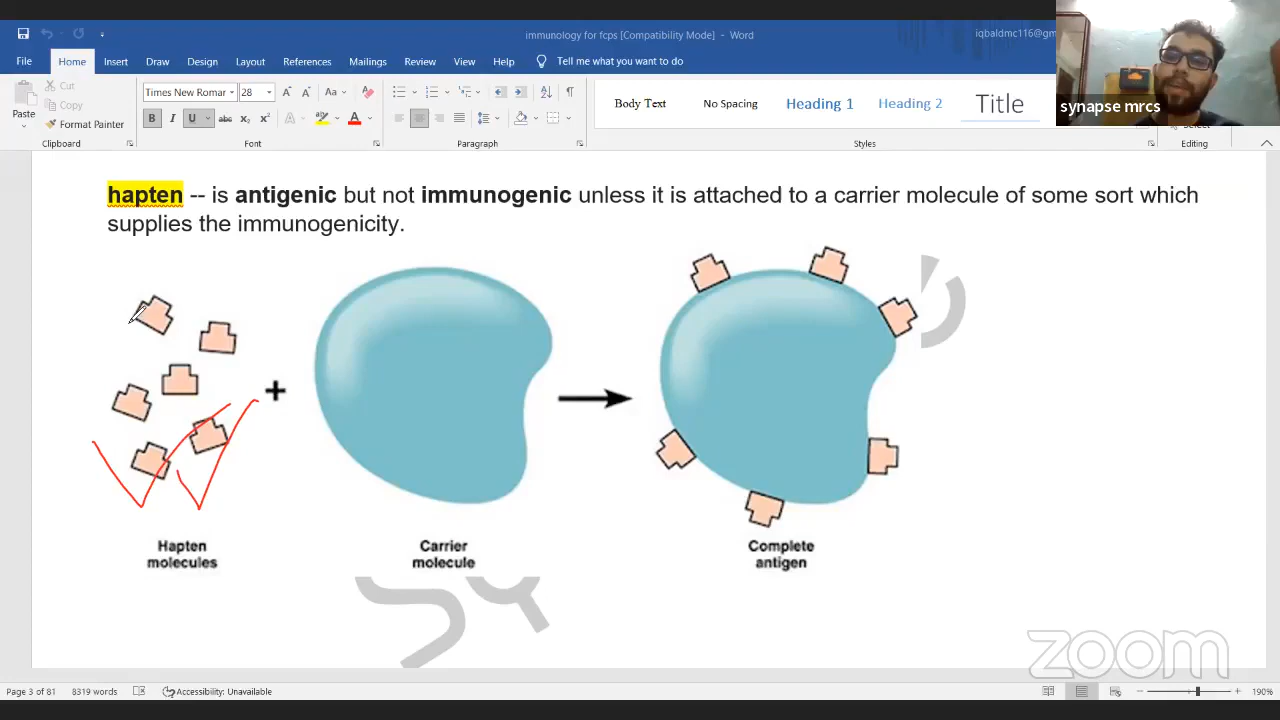 immunology for fcps [Compatibility Mode] - Word
iqbaldmc116@gm
synapse mrcs
File Home Insert Draw Design Layout References Mailings Review View Help Tell me what you want to do
Paste
Cut
Copy
Format Painter
Clipboard
Times New Roman 28
Font
Paragraph
Body Text No Spacing Heading 1 Heading 2 Title
Styles
Editing
hapten -- is antigenic but not immunogenic unless it is attached to a carrier molecule of some sort which
supplies the immunogenicity.
+
Hapten
molecules
Carrier
molecule
Complete
antigen
zoom
Page 3 of 81 8319 words Accessibility: Unavailable 190%